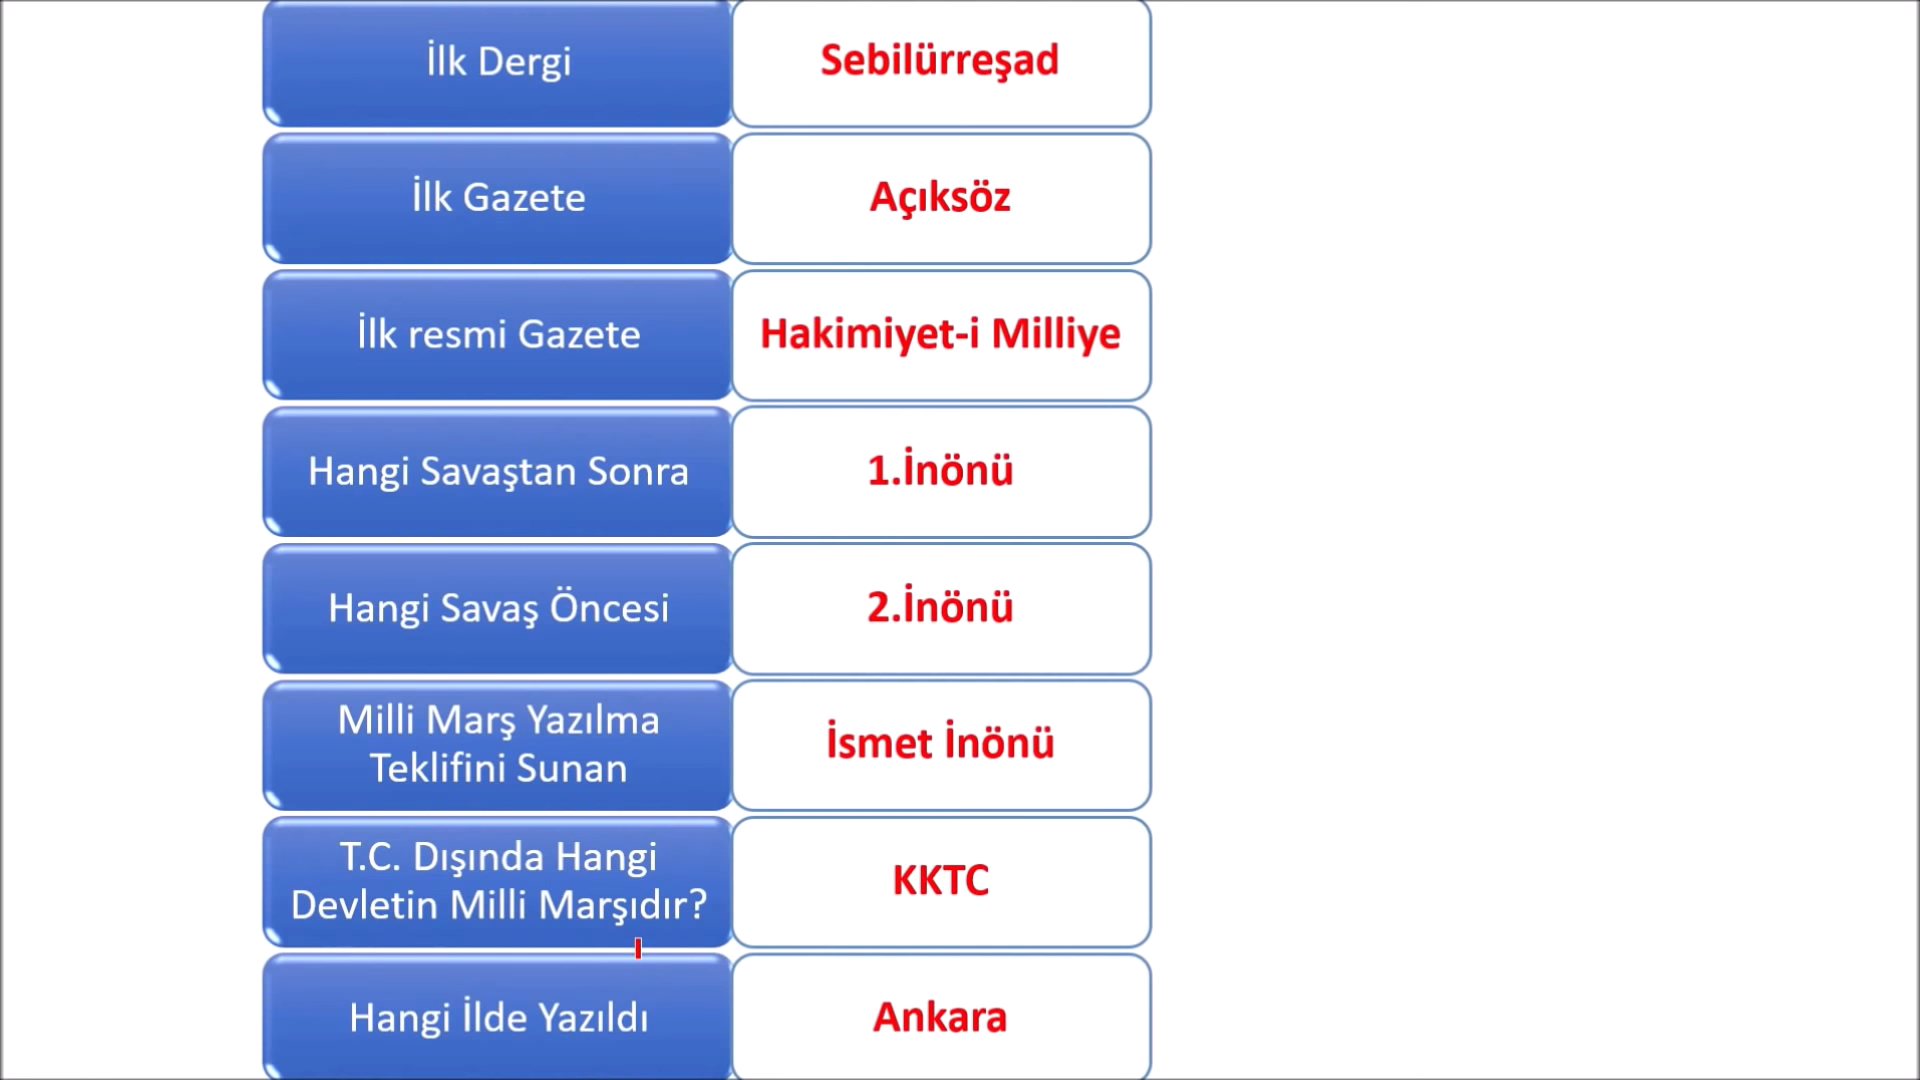 İlk Dergi
Sebilürreşad
İlk Gazete
Açıksöz
İlk resmi Gazete
Hakimiyet-i Milliye
Hangi Savaştan Sonra
1.İnönü
Hangi Savaş Öncesi
2.İnönü
Milli Marş Yazılma
Teklifini Sunan
İsmet İnönü
T.C. Dışında Hangi
Devletin Milli Marşıdır?
KKTC
Hangi İlde Yazıldı
Ankara